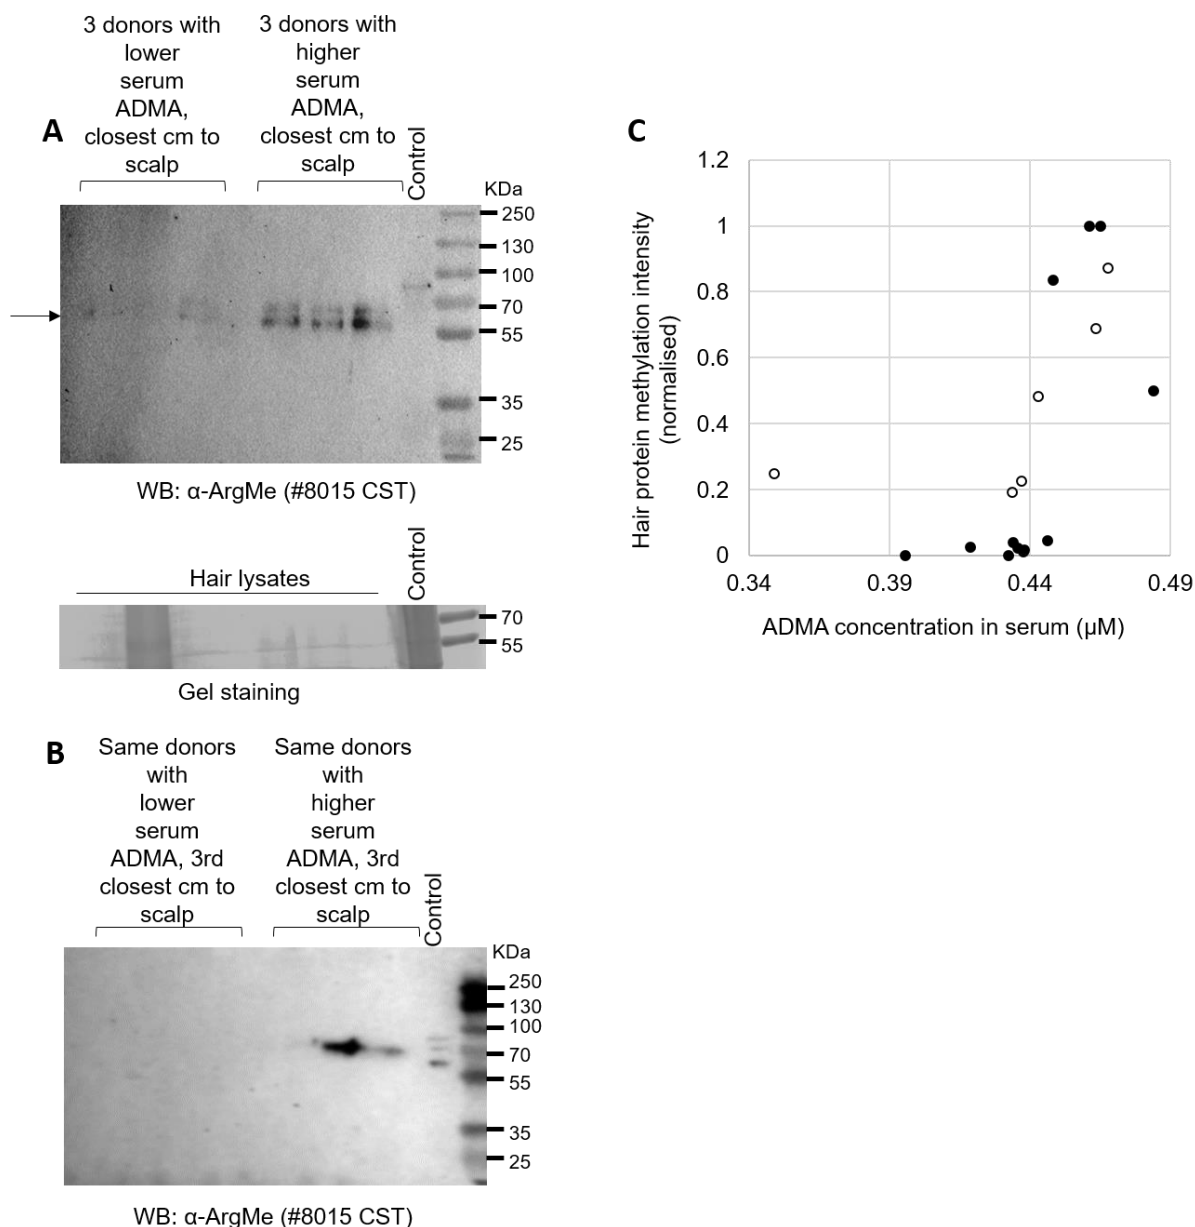 A
3 donors with
lower
serum
ADMA,
closest cm to
scalp
3 donors with
higher
serum
ADMA,
closest cm to
scalp
Control
KDa
250
130
100
70
55
35
25
WB: α-ArgMe (#8015 CST)
Hair lysates
Control
70
55
Gel staining
B
Same donors
with
lower
serum
ADMA, 3rd
closest cm to
scalp
Same donors
with
higher
serum
ADMA, 3rd
closest cm to
scalp
Control
KDa
250
130
100
70
55
35
25
WB: α-ArgMe (#8015 CST)
C
Hair protein methylation intensity
(normalised)
1.2
1
0.8
0.6
0.4
0.2
0
0.34 0.39 0.44 0.49
ADMA concentration in serum (µM)